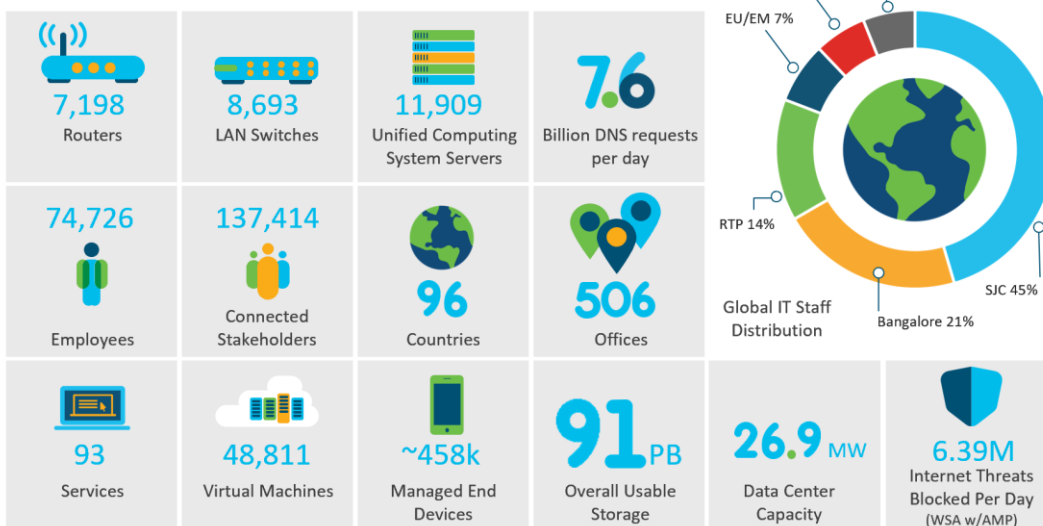 7,198
Routers
8,693
LAN Switches
11,909
Unified Computing
System Servers
7.6
Billion DNS requests
per day
EU/EM 7%
RTP 14%
SJC 45%
Bangalore 21%
Global IT Staff
Distribution
74,726
Employees
137,414
Connected
Stakeholders
96
Countries
506
Offices
93
Services
48,811
Virtual Machines
~458k
Managed End
Devices
91 PB
Overall Usable
Storage
26.9 MW
Data Center
Capacity
6.39M
Internet Threats
Blocked Per Day
(WSA w/AMP)